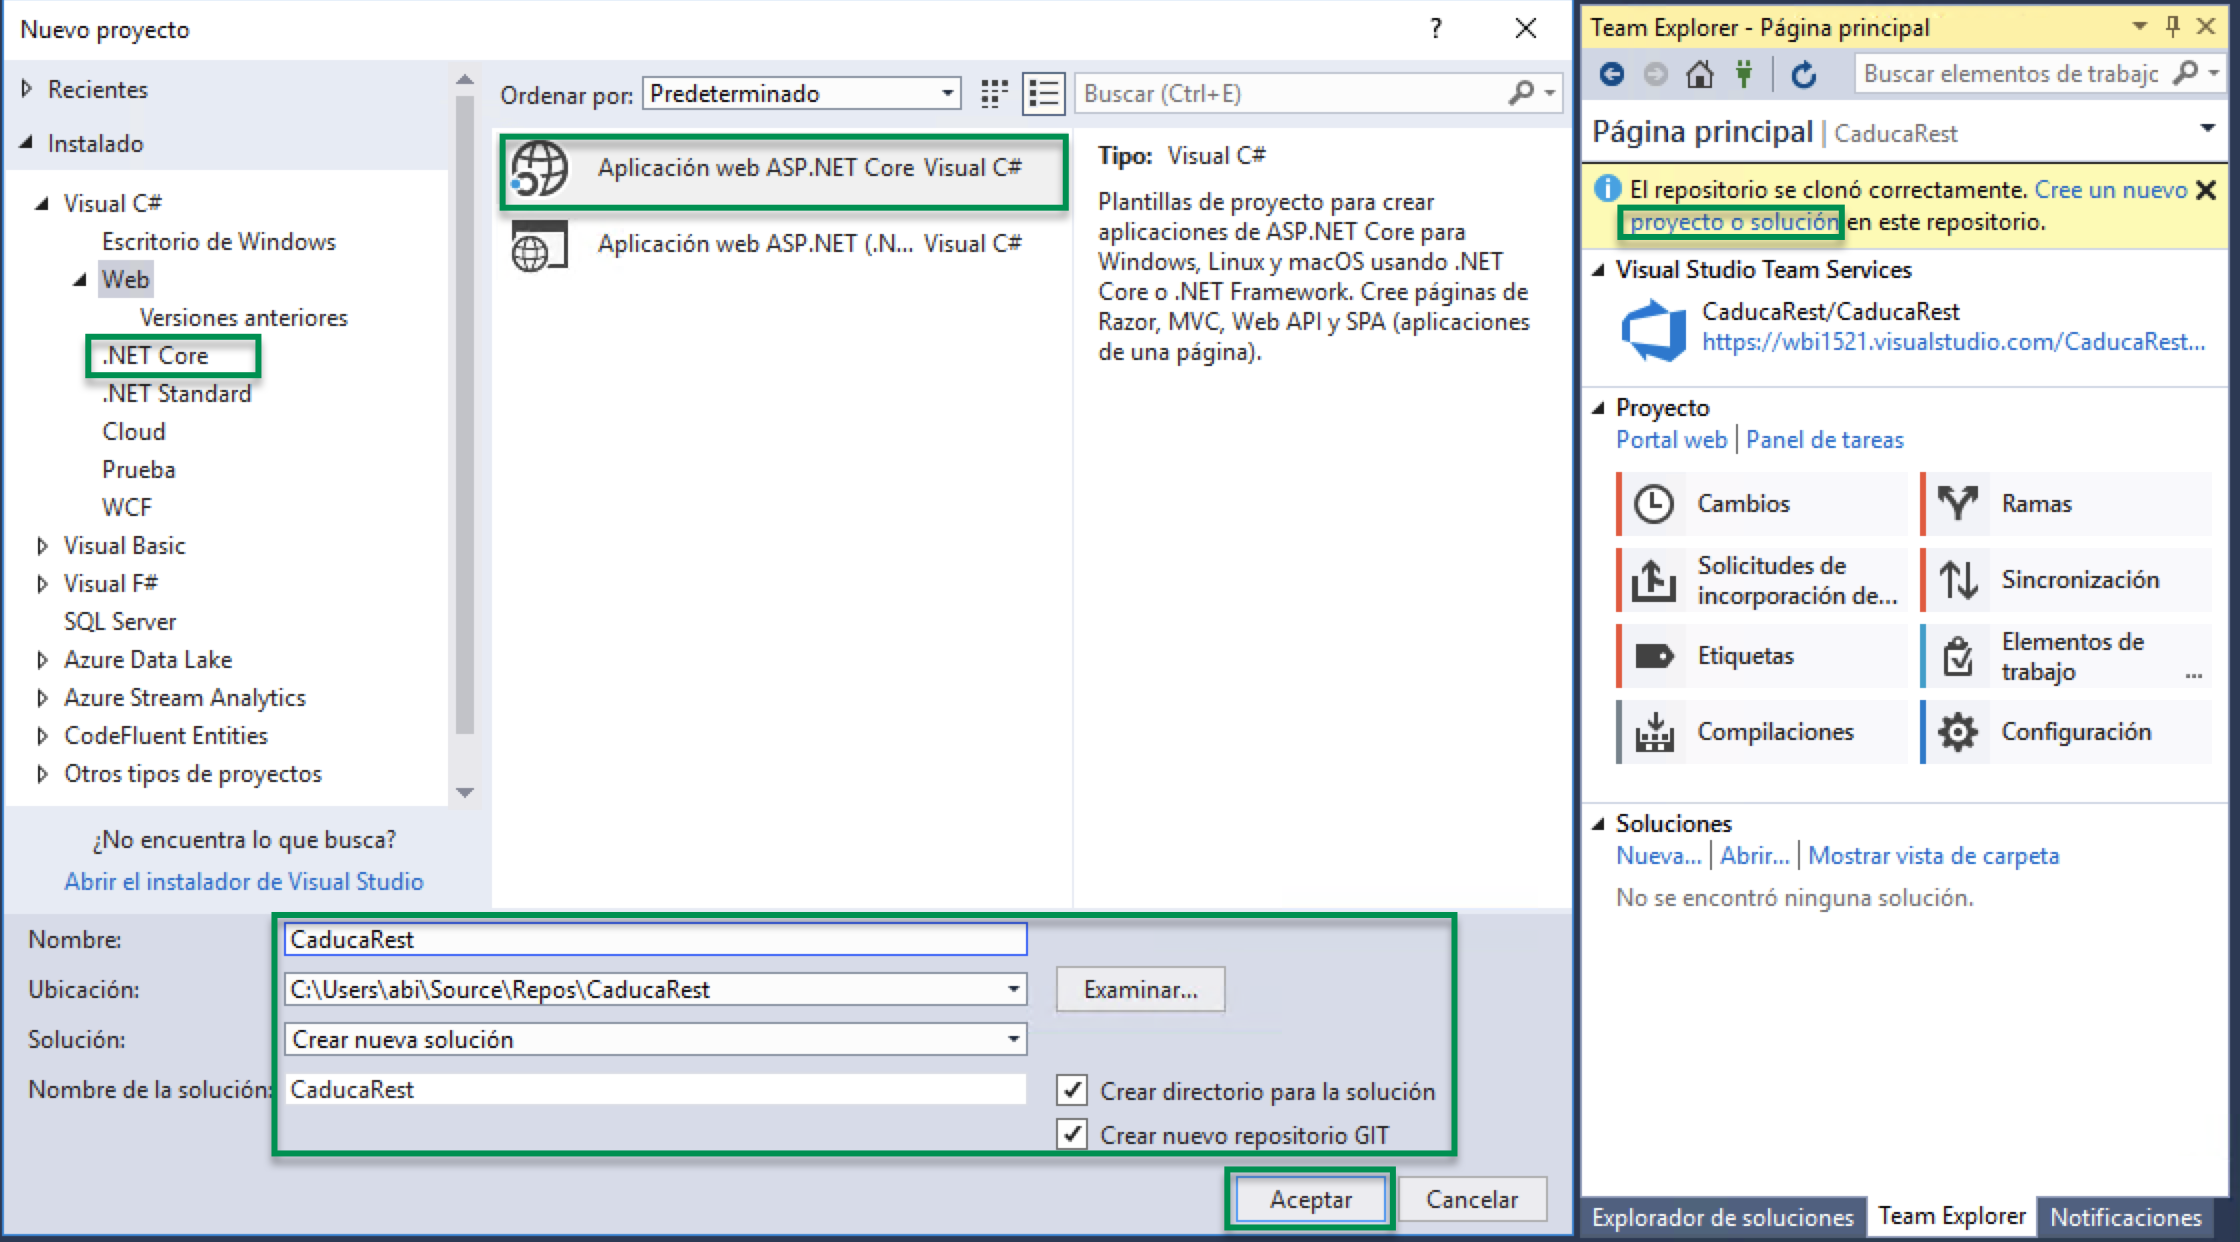 Nuevo proyecto
?
Recientes
Instalado
Visual C#
Escritorio de Windows
Web
Versiones anteriores
.NET Core
.NET Standard
Cloud
Prueba
WCF
Visual Basic
Visual F#
SQL Server
Azure Data Lake
Azure Stream Analytics
CodeFluent Entities
Otros tipos de proyectos
¿No encuentra lo que busca?
Abrir el instalador de Visual Studio
Ordenar por: Predeterminado
Buscar (Ctrl+E)
Aplicación web ASP.NET Core Visual C#
Aplicación web ASP.NET (.N... Visual C#
Tipo: Visual C#
Plantillas de proyecto para crear
aplicaciones de ASP.NET Core para
Windows, Linux y macOS usando .NET
Core o .NET Framework. Cree páginas de
Razor, MVC, Web API y SPA (aplicaciones
de una página).
Nombre: CaducaRest
Ubicación: C:\Users\abi\Source\Repos\CaducaRest
Examinar...
Solución: Crear nueva solución
Nombre de la solución: CaducaRest
Crear directorio para la solución
Crear nuevo repositorio GIT
Aceptar
Cancelar
Team Explorer - Página principal
Buscar elementos de trabajo
Página principal | CaducaRest
El repositorio se clonó correctamente. Cree un nuevo
proyecto o solución en este repositorio.
Visual Studio Team Services
CaducaRest/CaducaRest
https://wbi1521.visualstudio.com/CaducaRest...
Proyecto
Portal web | Panel de tareas
Cambios
Ramas
Solicitudes de
incorporación de...
Sincronización
Etiquetas
Elementos de
trabajo ...
Compilaciones
Configuración
Soluciones
Nueva... | Abrir... | Mostrar vista de carpeta
No se encontró ninguna solución.
Explorador de soluciones
Team Explorer
Notificaciones